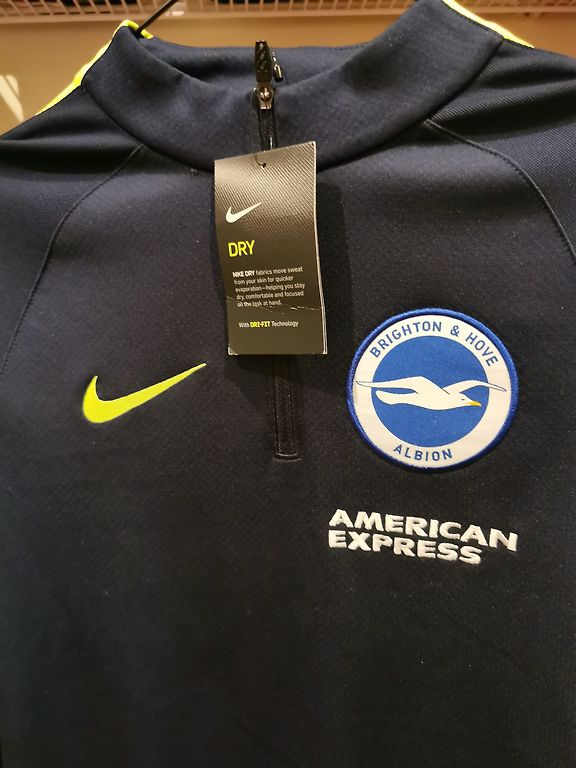 DRY
NIKE DRY fabrics move sweat
from your skin for quicker
evaporation—helping you stay
dry, comfortable and focused
on the task at hand.
With DRI-FIT Technology
BRIGHTON & HOVE
ALBION
AMERICAN
EXPRESS